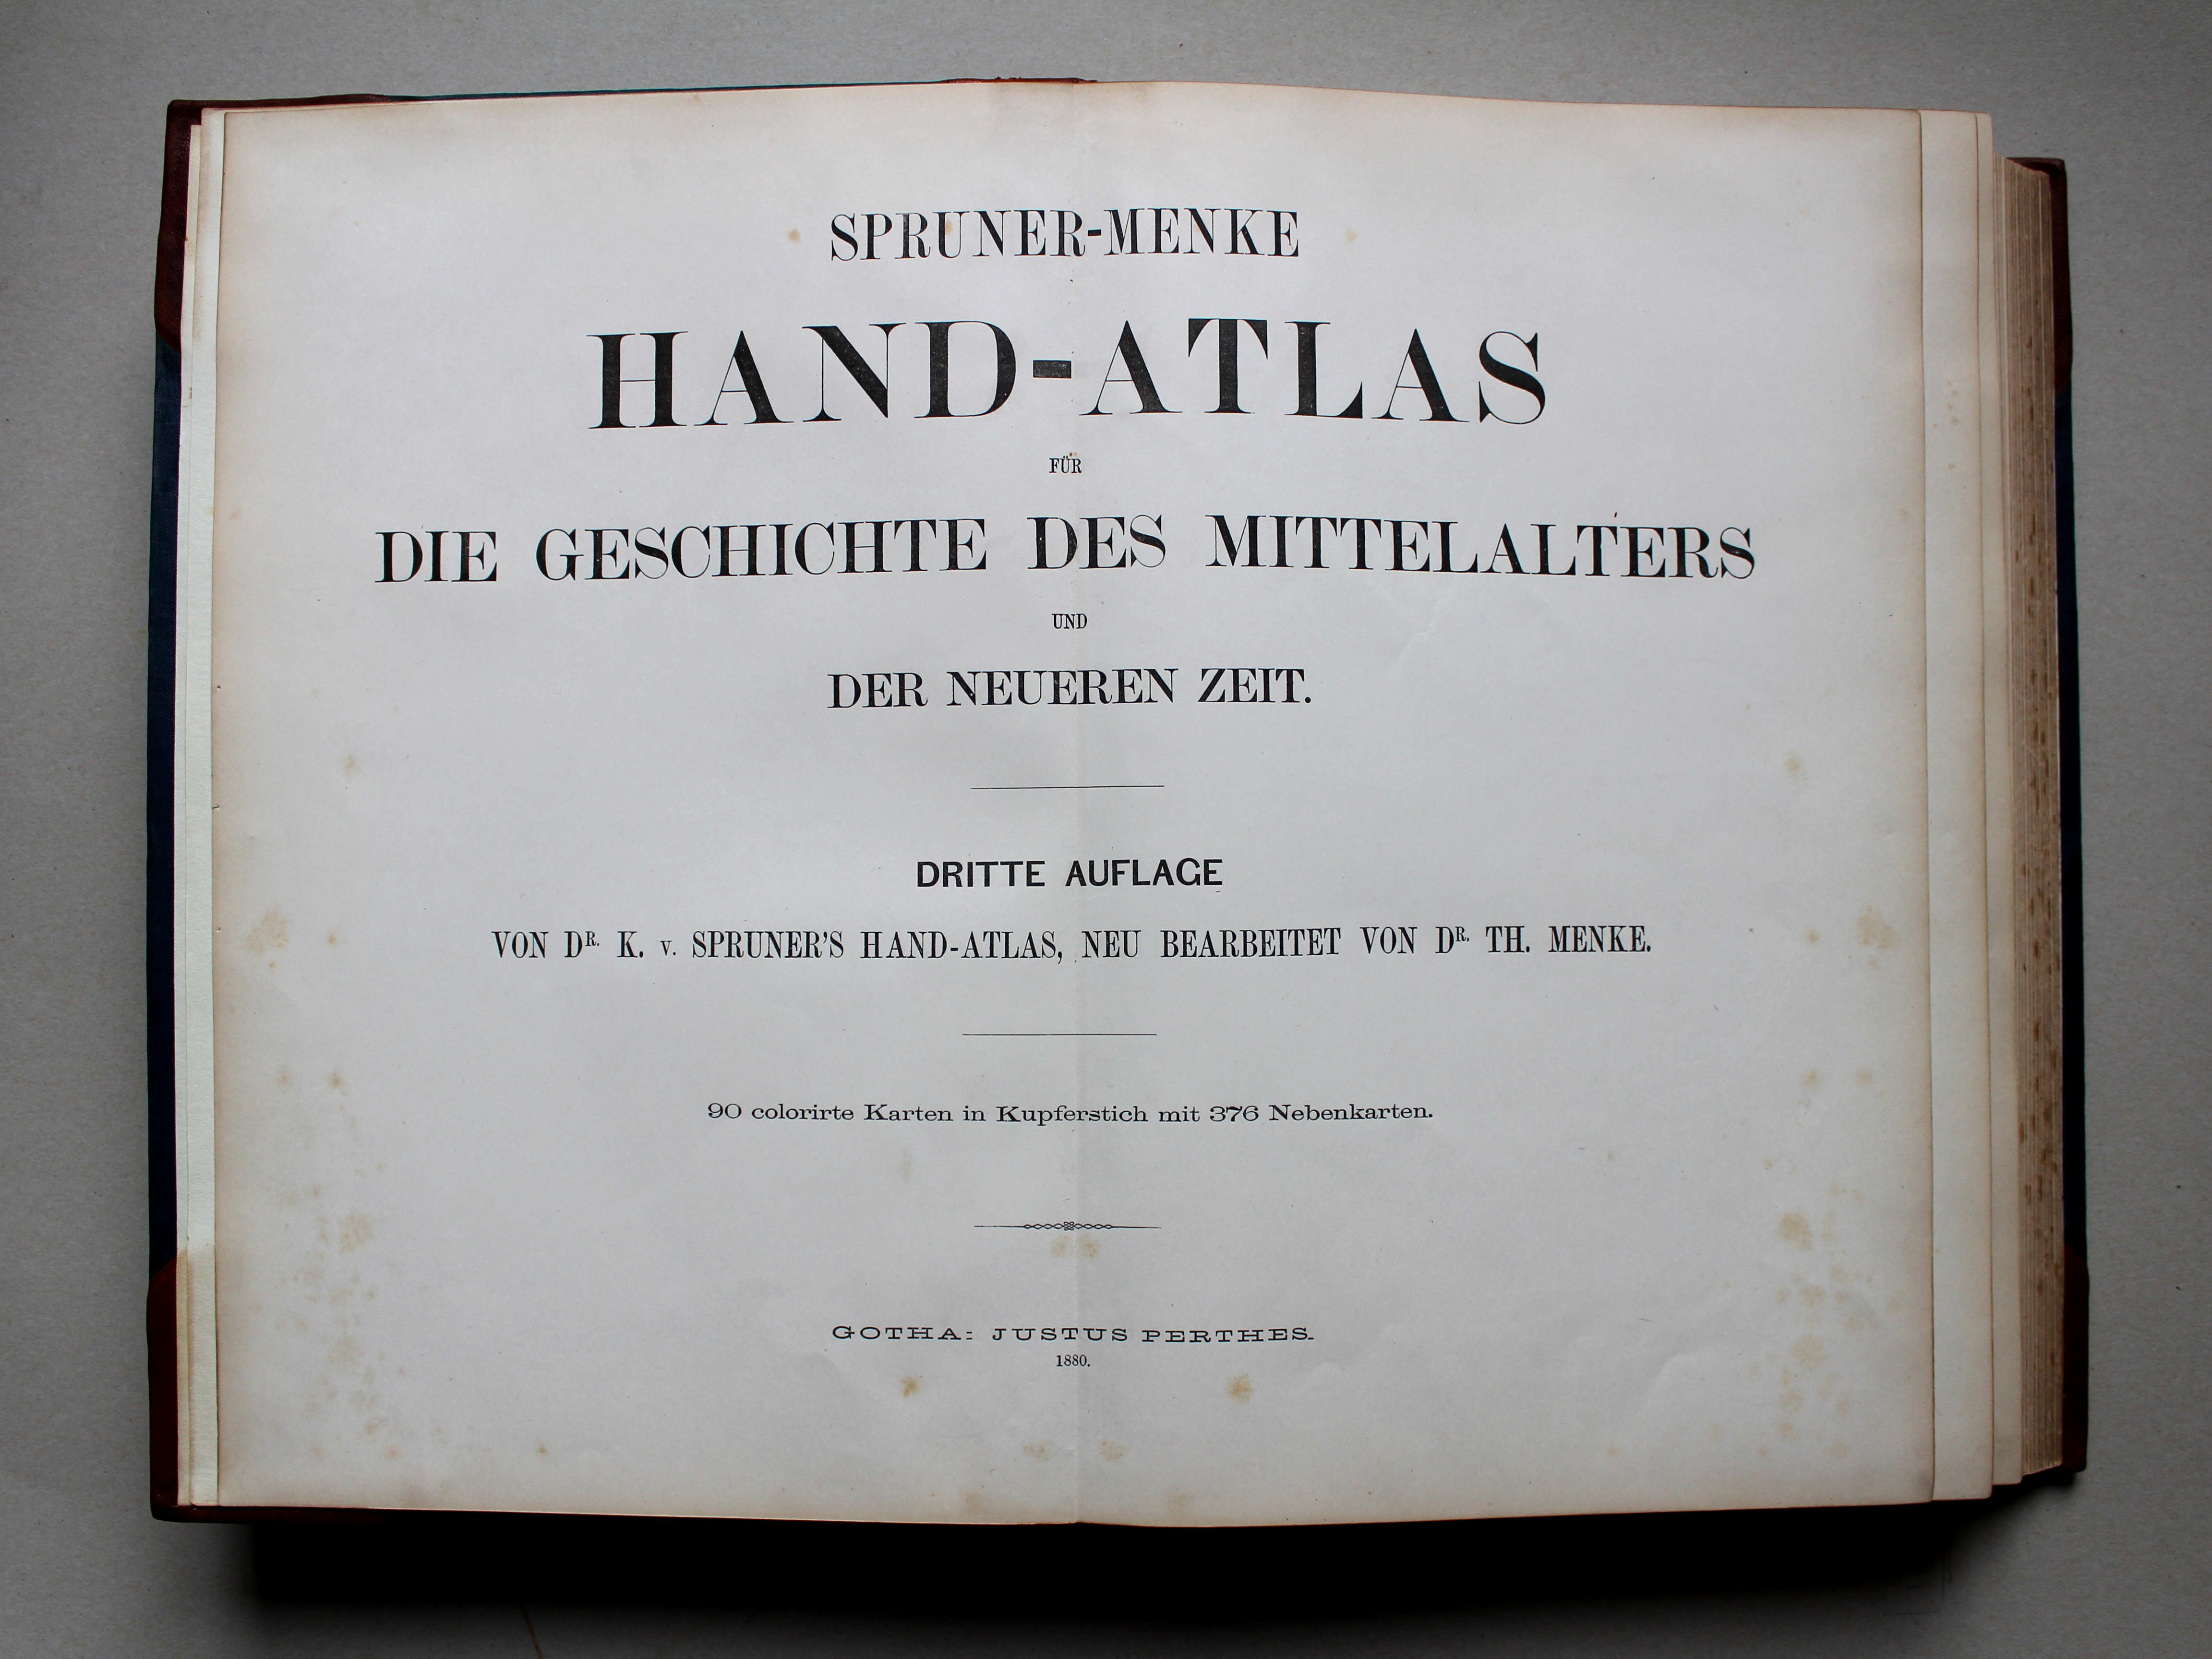 SPRUNER-MENKE
HAND-ATLAS
FÜR
DIE GESCHICHTE DES MITTELALTERS
UND
DER NEUEREN ZEIT.
DRITTE AUFLAGE
VON DR. K. v. SPRUNER'S HAND-ATLAS, NEU BEARBEITET VON DR. TH. MENKE.
90 colorirte Karten in Kupferstich mit 376 Nebenkarten.
GOTHA: JUSTUS PERTHES.
1880.